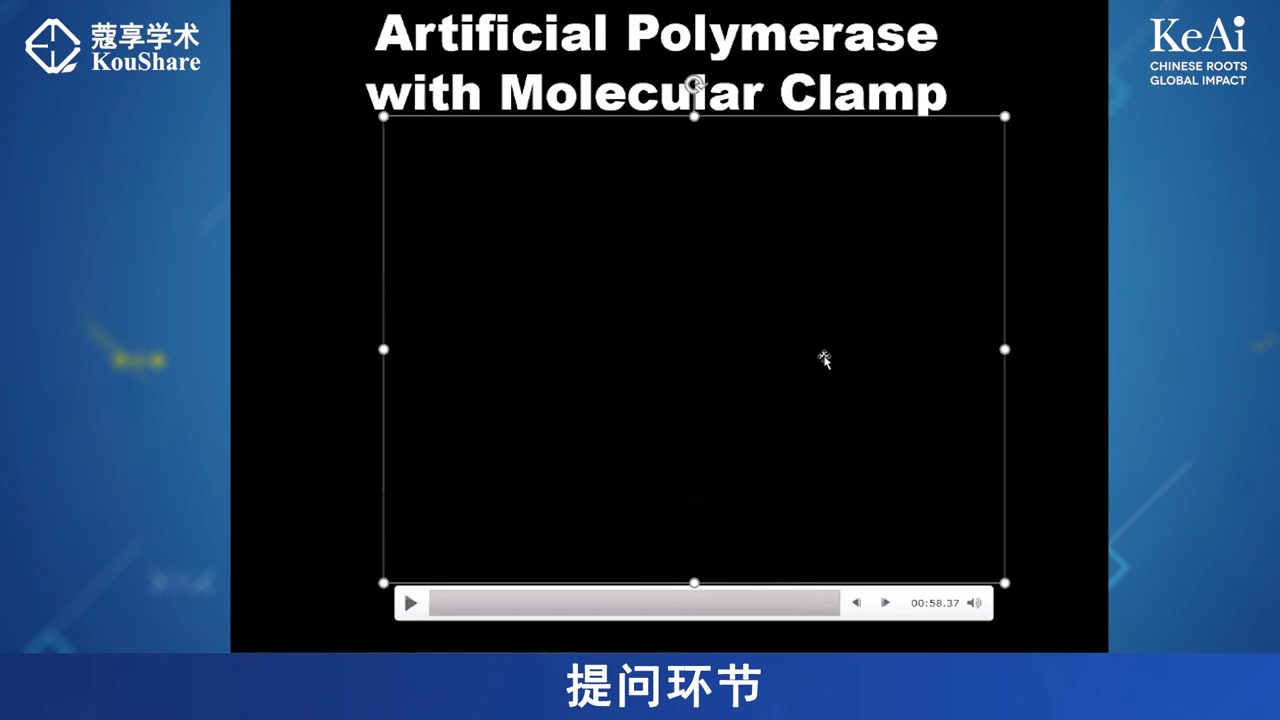 蔻享学术
KouShare
Artificial Polymerase
with Molecular Clamp
KeAi
CHINESE ROOTS
GLOBAL IMPACT
00:58.37
提问环节